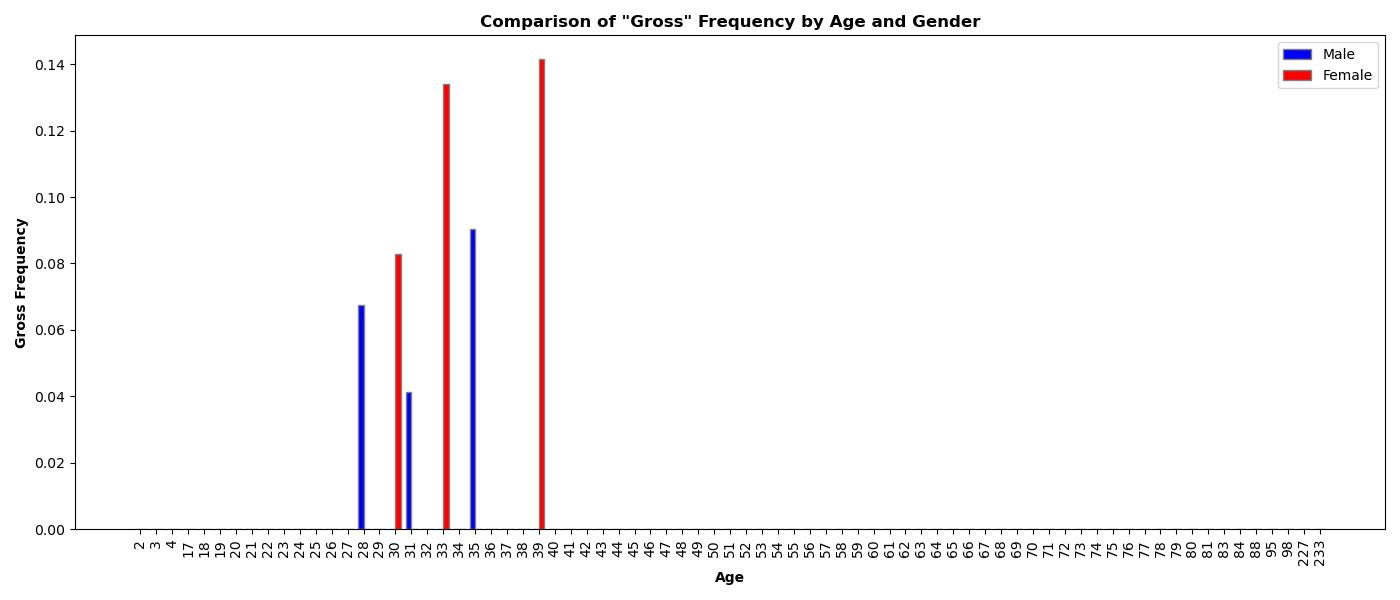 Comparison of "Gross" Frequency by Age and Gender
Male
Female
Gross Frequency
0.14
0.12
0.10
0.08
0.06
0.04
0.02
0.00
2 3 4 17 18 19 20 21 22 23 24 25 26 27 28 29 30 31 32 33 34 35 36 37 38 39 40 41 42 43 44 45 46 47 48 49 50 51 52 53 54 55 56 57 58 59 60 61 62 63 64 65 66 67 68 69 70 71 72 73 74 75 76 77 78 79 80 81 83 84 88 95 98 227 233
Age